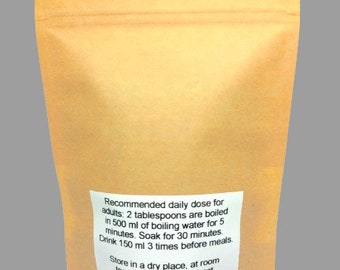 Recommended daily dose for
adults: 2 tablespoons are boiled
in 500 ml of boiling water for 5
minutes. Soak for 30 minutes.
Drink 150 ml 3 times before meals.
Store in a dry place, at room